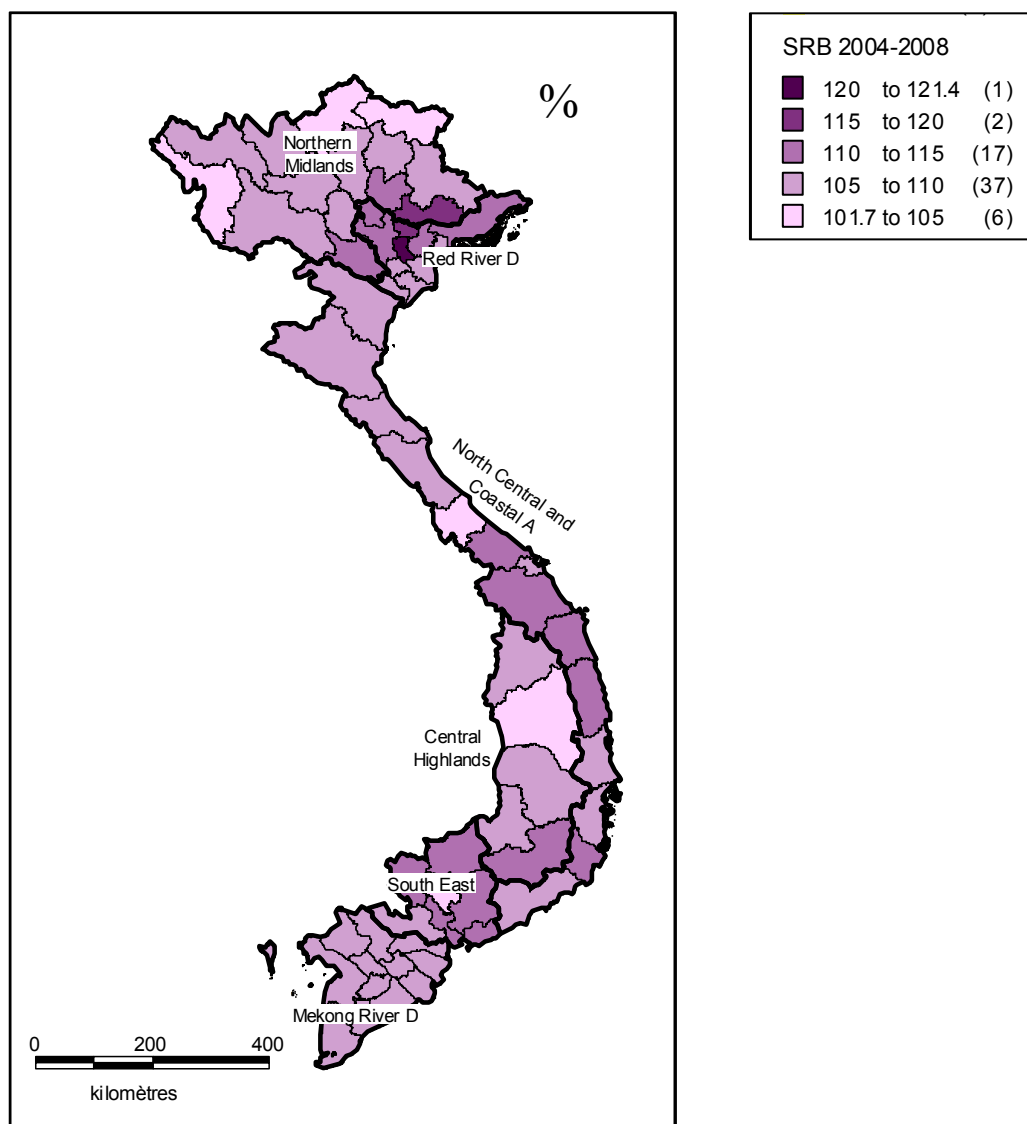 %
Northern
Midlands
Red River D
North Central and
Coastal A
Central
Highlands
South East
Mekong River D
0 200 400
kilomètres
SRB 2004-2008
120 to 121.4 (1)
115 to 120 (2)
110 to 115 (17)
105 to 110 (37)
101.7 to 105 (6)